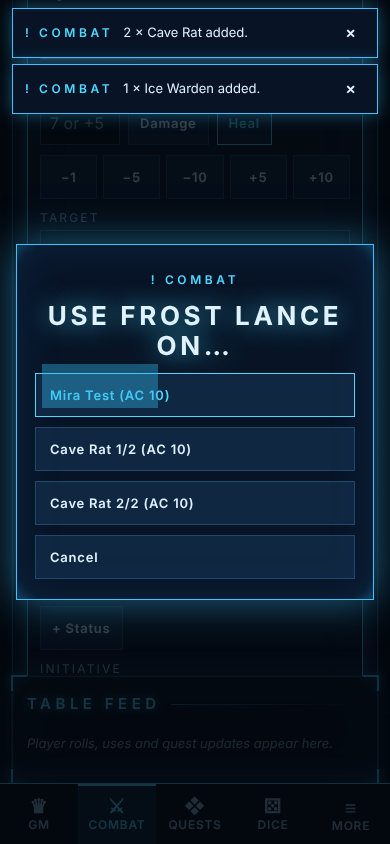 ! COMBAT 2 × Cave Rat added. ×
! COMBAT 1 × Ice Warden added. ×
7 or +5 Damage Heal
−1 −5 −10 +5 +10
TARGET
! COMBAT
USE FROST LANCE
ON...
Mira Test (AC 10)
Cave Rat 1/2 (AC 10)
Cave Rat 2/2 (AC 10)
Cancel
+ Status
INITIATIVE
TABLE FEED
Player rolls, uses and quest updates appear here.
GM COMBAT QUESTS DICE MORE